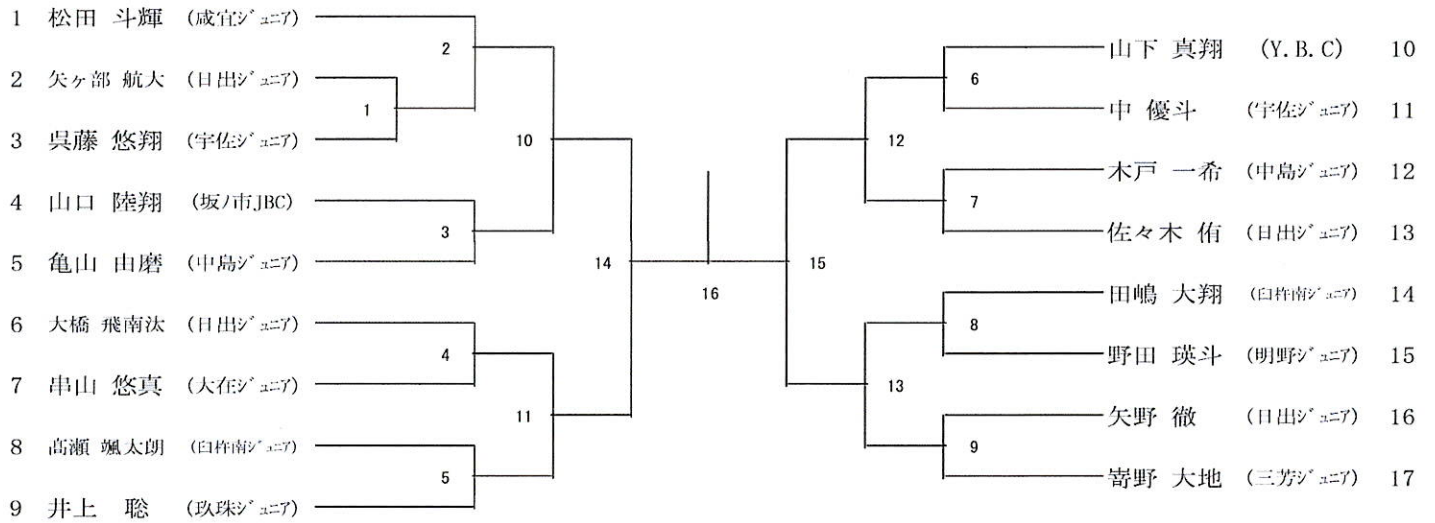 1 松田 斗輝 (咸宜ジュニア)
2 矢ヶ部 航大 (日出ジュニア)
3 呉藤 悠翔 (宇佐ジュニア)
4 山口 陸翔 (坂ノ市JBC)
5 亀山 由磨 (中島ジュニア)
6 大橋 飛南汰 (日出ジュニア)
7 串山 悠真 (大在ジュニア)
8 高瀬 颯太朗 (臼杵南ジュニア)
9 井上 聡 (玖珠ジュニア)
2
1
10
3
14
4
11
5
16
山下 真翔 (Y.B.C) 10
中 優斗 (宇佐ジュニア) 11
木戸 一希 (中島ジュニア) 12
佐々木 侑 (日出ジュニア) 13
田嶋 大翔 (臼杵南ジュニア) 14
野田 瑛斗 (明野ジュニア) 15
矢野 徹 (日出ジュニア) 16
嵜野 大地 (三芳ジュニア) 17
6
12
7
15
8
13
9